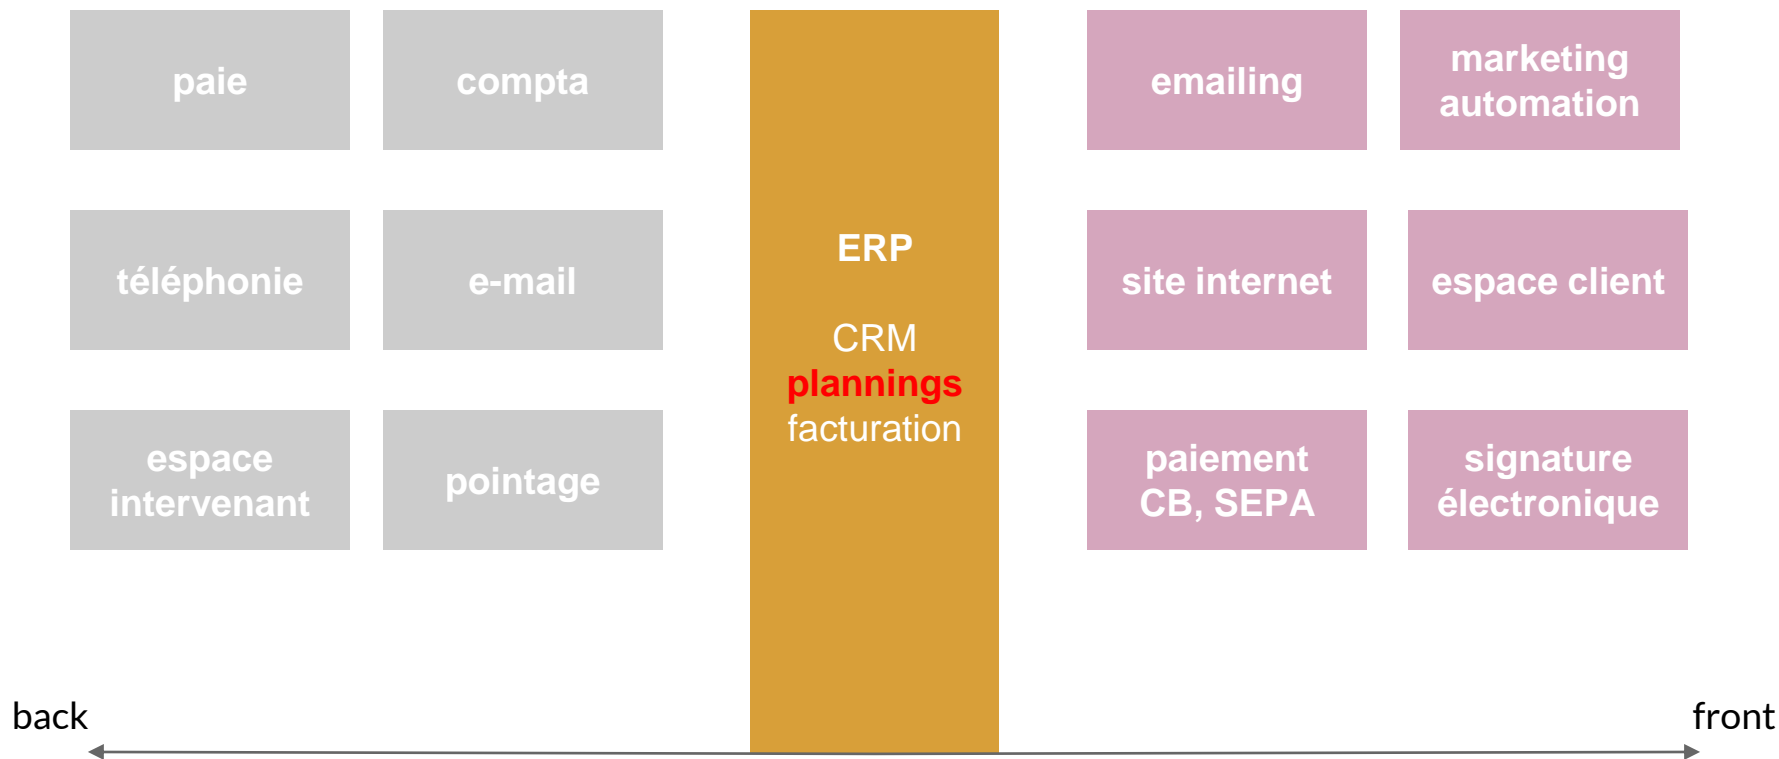 paie
compta
emailing
marketing
automation
téléphonie
e-mail
ERP
CRM
plannings
facturation
site internet
espace client
espace
intervenant
pointage
paiement
CB, SEPA
signature
électronique
back
front